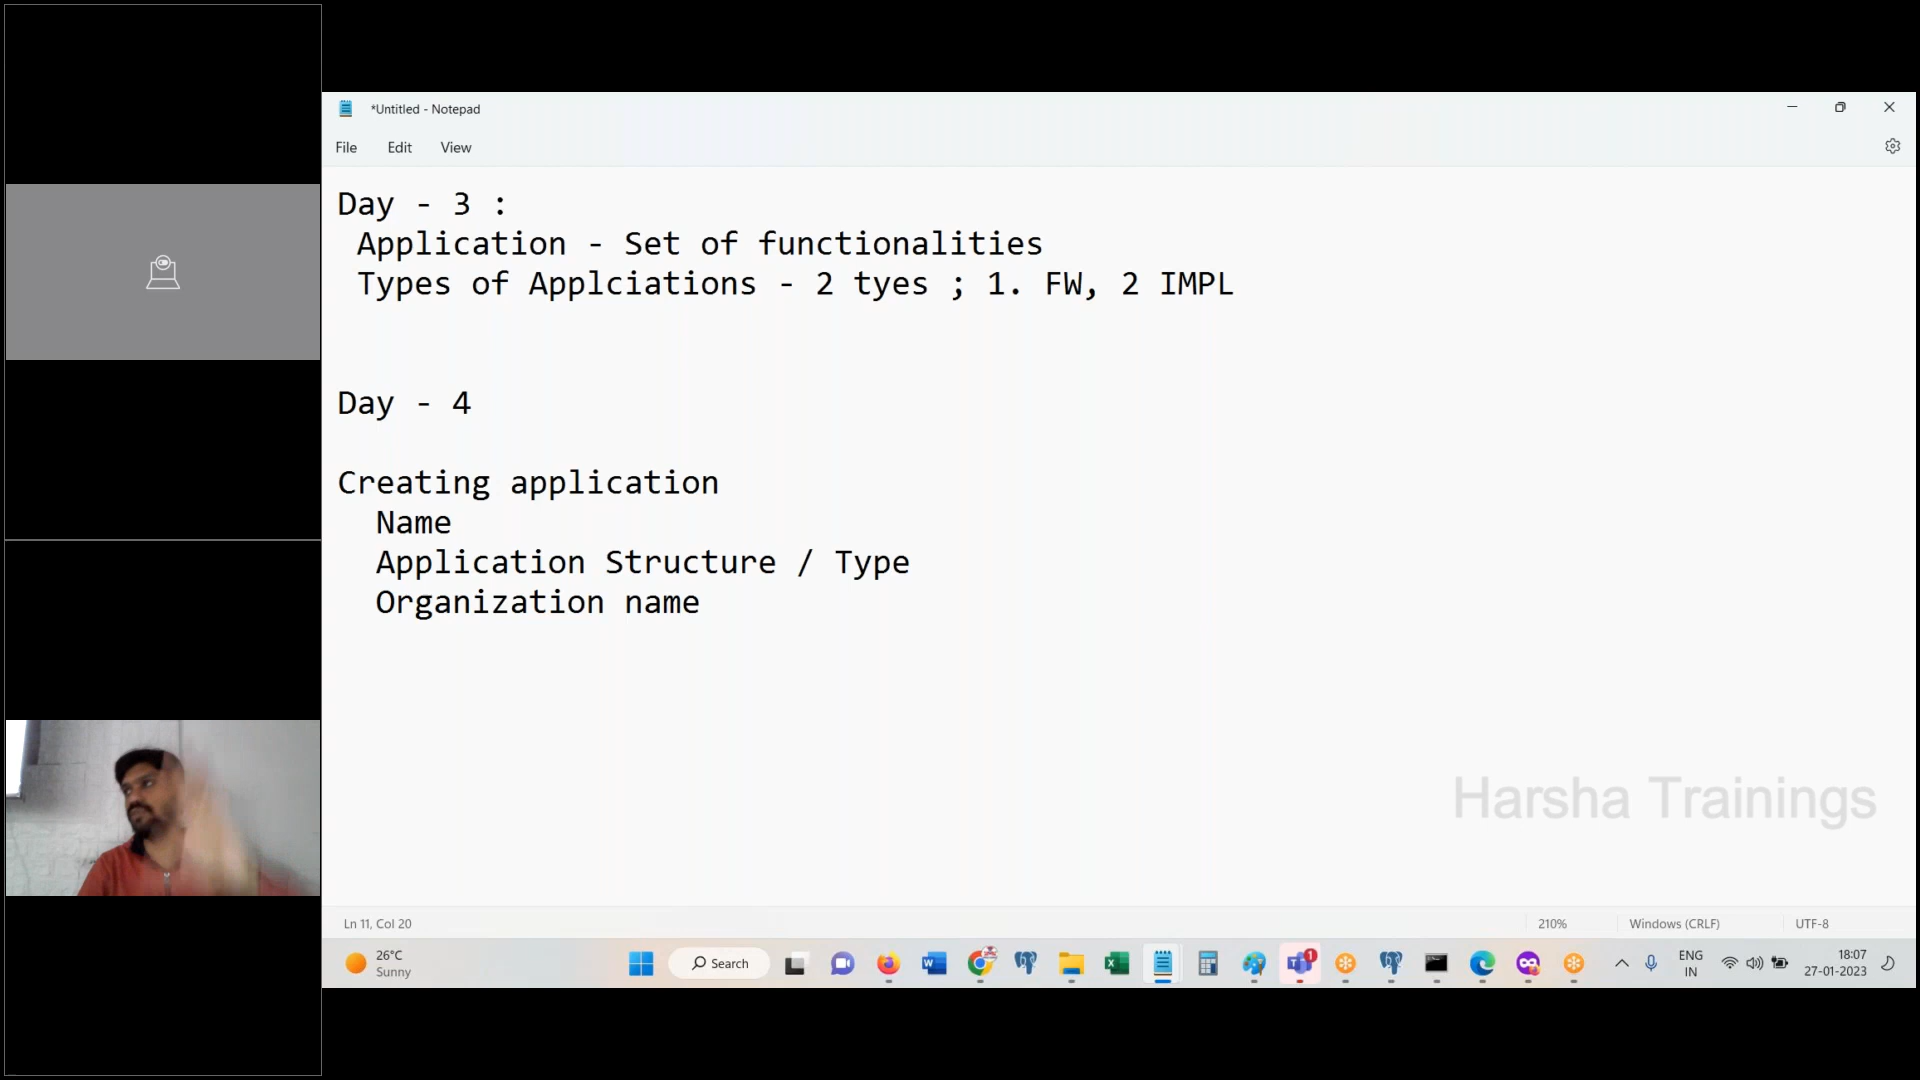 *Untitled - Notepad
File Edit View
Day - 3 :
Application - Set of functionalities
Types of Applciations - 2 tyes ; 1. FW, 2 IMPL
Day - 4
Creating application
Name
Application Structure / Type
Organization name
Harsha Trainings
Ln 11, Col 20 210% Windows (CRLF) UTF-8
26°C
Sunny
Search
1
ENG
IN
18:07
27-01-2023